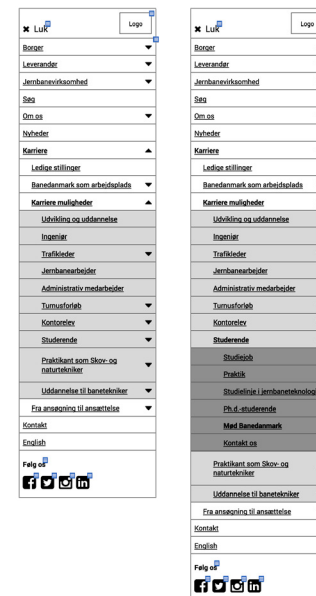 Luk
Logo
Borger
Leverandør
Jernbanevirksomhed
Søg
Om os
Nyheder
Karriere
Ledige stillinger
Banedanmark som arbejdsplads
Karriere muligheder
Udvikling og uddannelse
Ingeniør
Trafikleder
Jernbanearbejder
Administrativ medarbejder
Turnusforløb
Kontorelev
Studerende
Praktikant som Skov- og
naturtekniker
Uddannelse til banetekniker
Fra ansøgning til ansættelse
Kontakt
English
Følg os
Luk
Logo
Borger
Leverandør
Jernbanevirksomhed
Søg
Om os
Nyheder
Karriere
Ledige stillinger
Banedanmark som arbejdsplads
Karriere muligheder
Udvikling og uddannelse
Ingeniør
Trafikleder
Jernbanearbejder
Administrativ medarbejder
Turnusforløb
Kontorelev
Studerende
Studiejob
Praktik
Studielinje i jernbaneteknologi
Ph.d.-studerende
Mød Banedanmark
Kontakt os
Praktikant som Skov- og
naturtekniker
Uddannelse til banetekniker
Fra ansøgning til ansættelse
Kontakt
English
Følg os